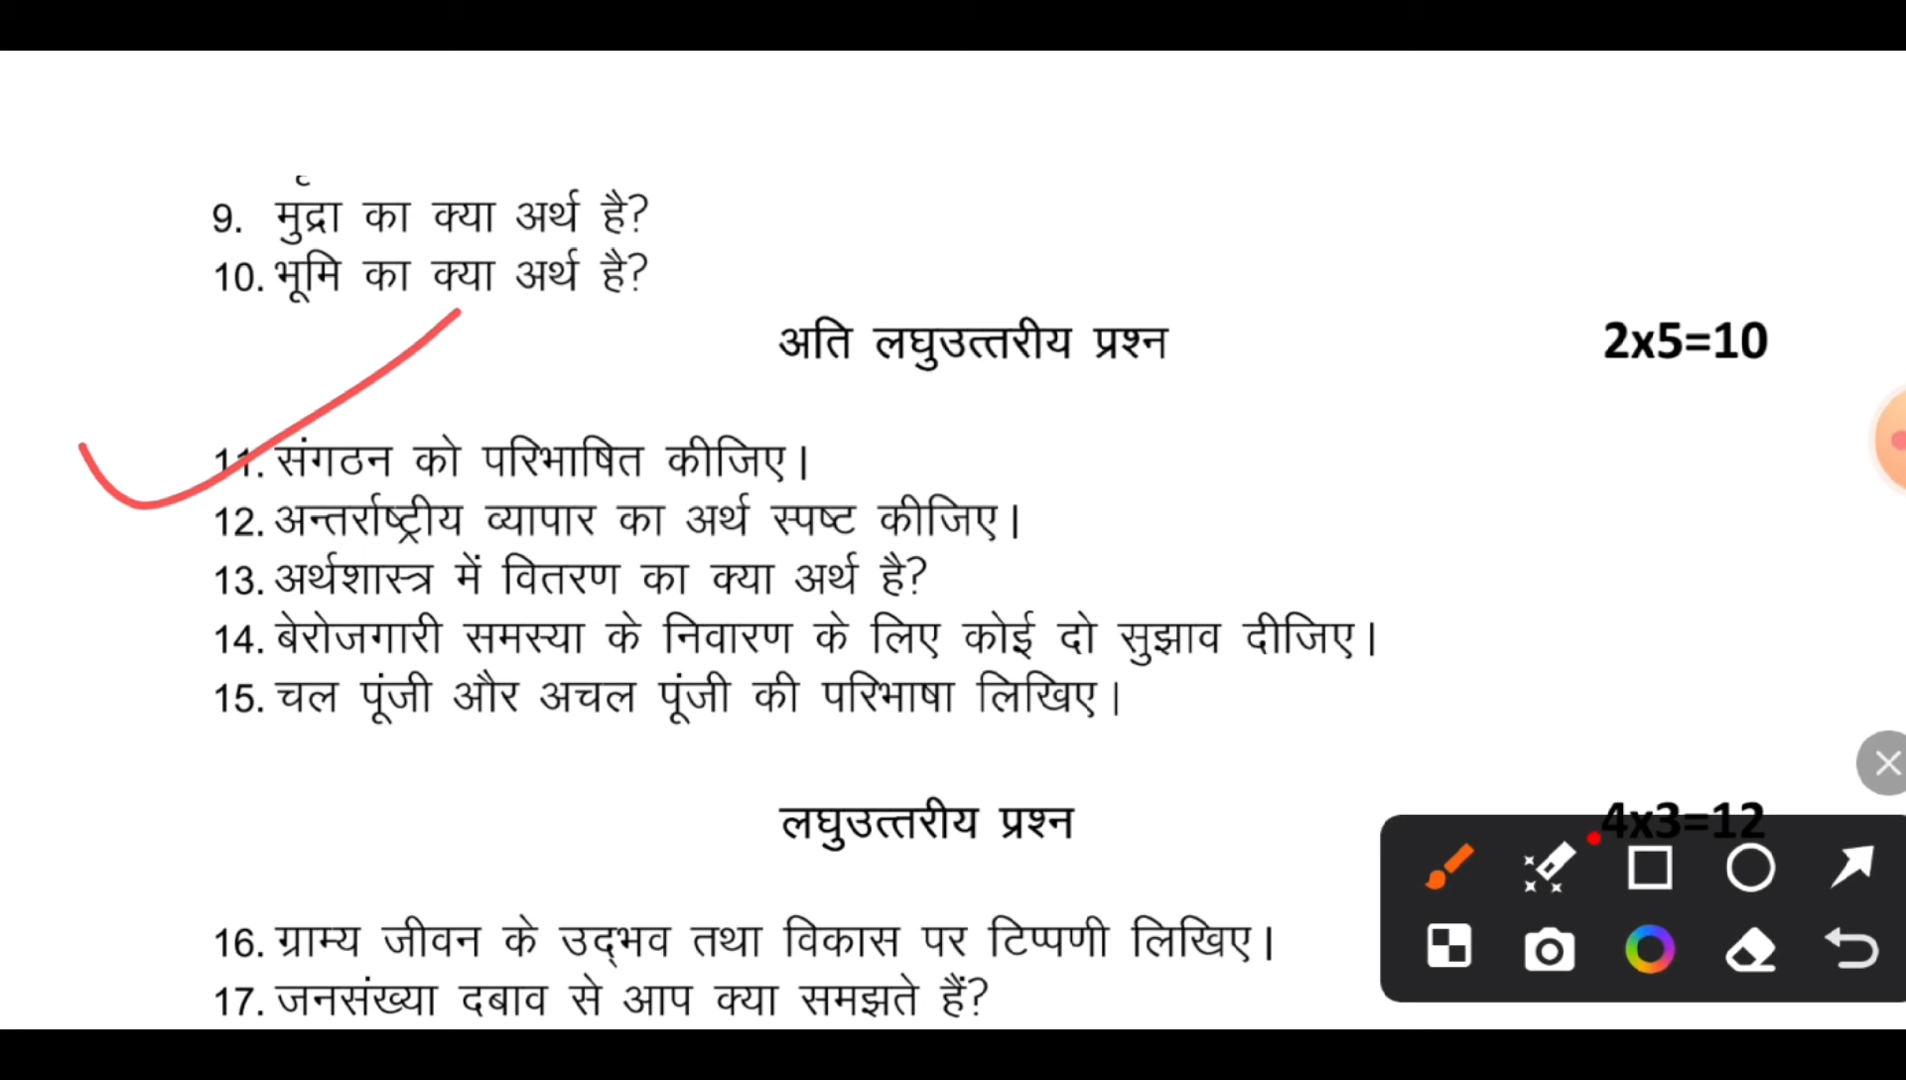 9. मुद्रा का क्या अर्थ है?
10. भूमि का क्या अर्थ है?
अति लघुउत्तरीय प्रश्न 2x5=10
11. संगठन को परिभाषित कीजिए।
12. अन्तर्राष्ट्रीय व्यापार का अर्थ स्पष्ट कीजिए।
13. अर्थशास्त्र में वितरण का क्या अर्थ है?
14. बेरोजगारी समस्या के निवारण के लिए कोई दो सुझाव दीजिए।
15. चल पूंजी और अचल पूंजी की परिभाषा लिखिए।
लघुउत्तरीय प्रश्न 4x3=12
16. ग्राम्य जीवन के उद्‌भव तथा विकास पर टिप्पणी लिखिए।
17. जनसंख्या दबाव से आप क्या समझते हैं?